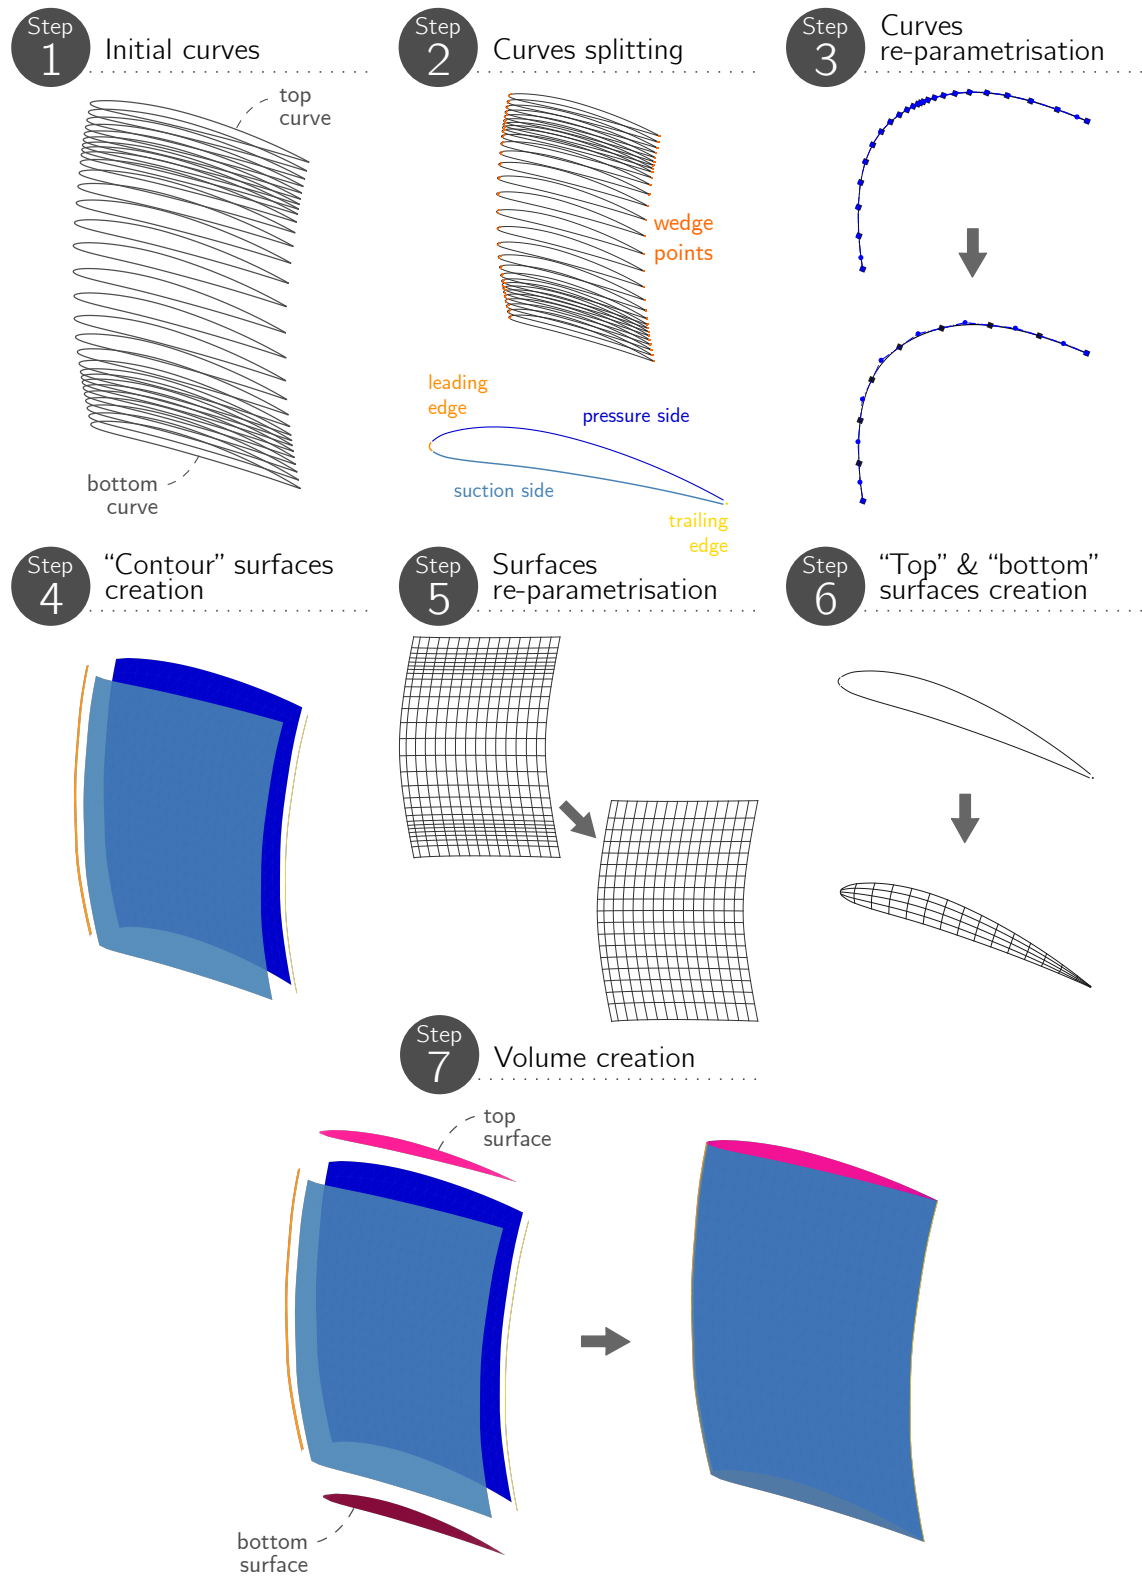 Step
1
Initial curves
top
curve
bottom
curve
Step
2
Curves splitting
wedge
points
leading
edge
pressure side
suction side
trailing
edge
Step
3
Curves
re-parametrisation
Step
4
“Contour” surfaces
creation
Step
5
Surfaces
re-parametrisation
Step
6
“Top” & “bottom”
surfaces creation
Step
7
Volume creation
top
surface
bottom
surface